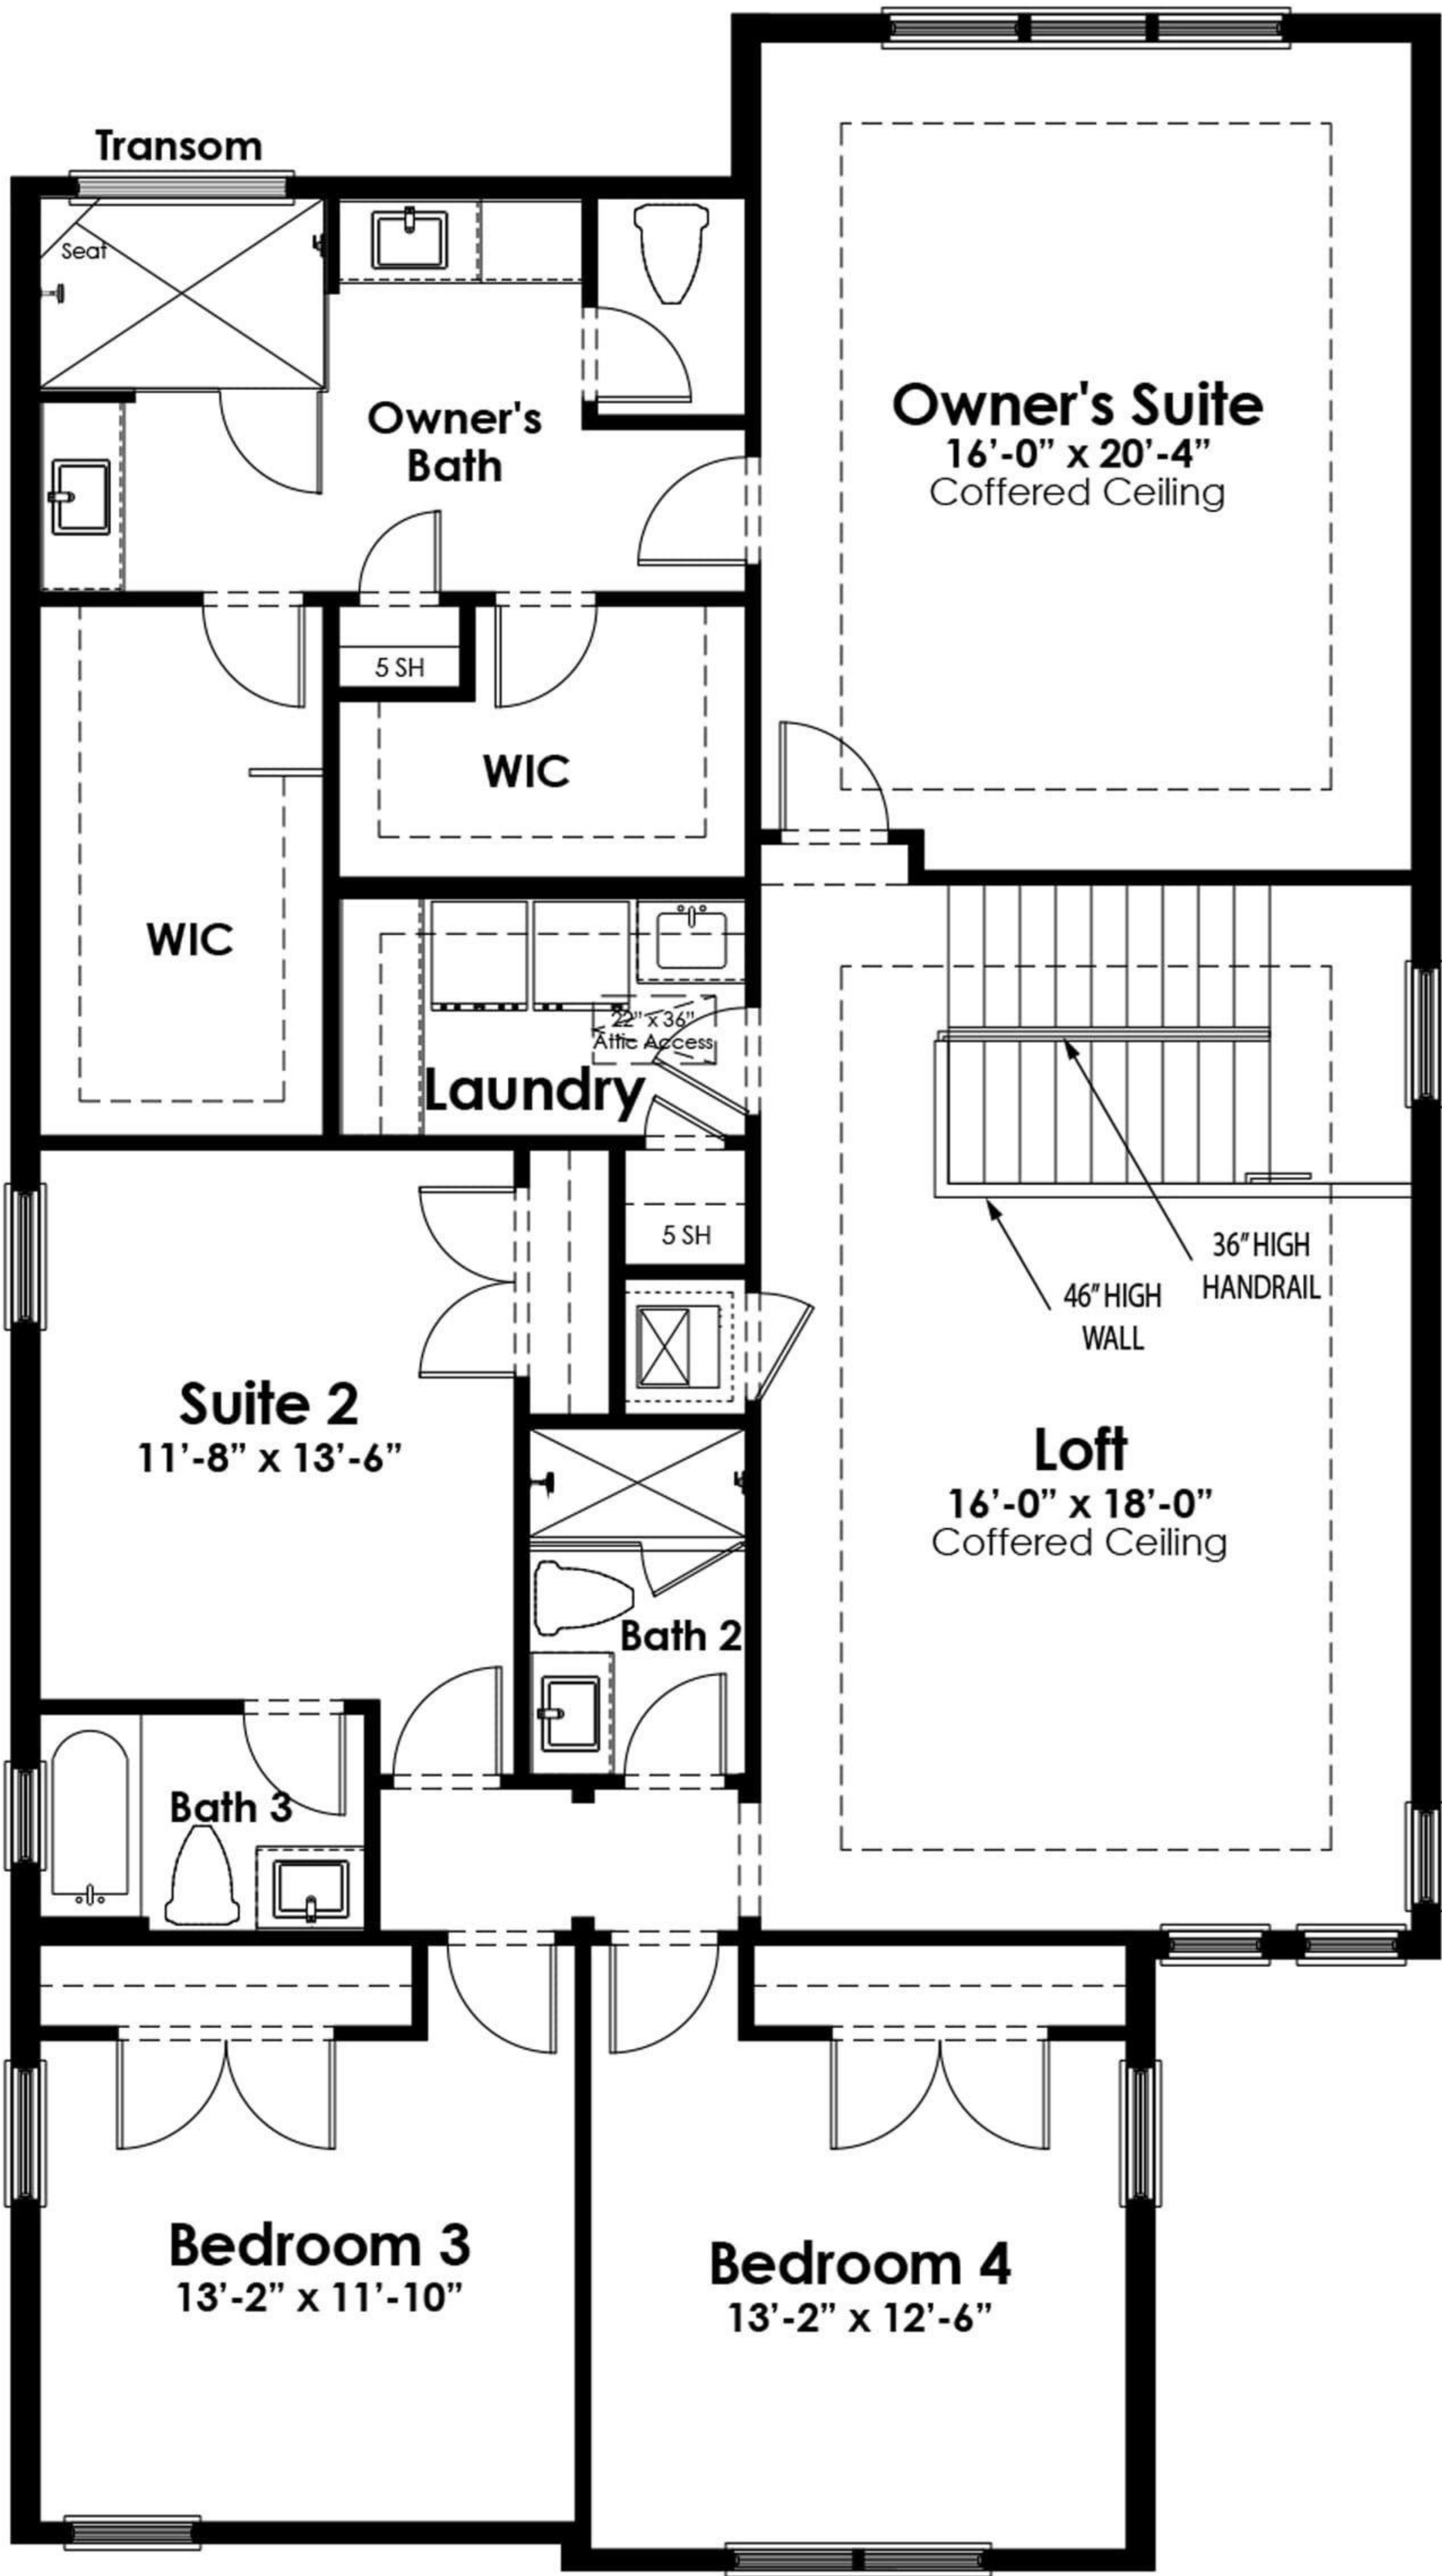 Transom
Seat
Owner's
Bath
Owner's Suite
16’-0” x 20’-4”
Coffered Ceiling
5 SH
WIC
WIC
22" x 36"
Attic Access
Laundry
5 SH
36" HIGH
HANDRAIL
46" HIGH
WALL
Suite 2
11’-8” x 13’-6”
Loft
16’-0” x 18’-0”
Coffered Ceiling
Bath 2
Bath 3
Bedroom 3
13’-2” x 11’-10”
Bedroom 4
13’-2” x 12’-6”